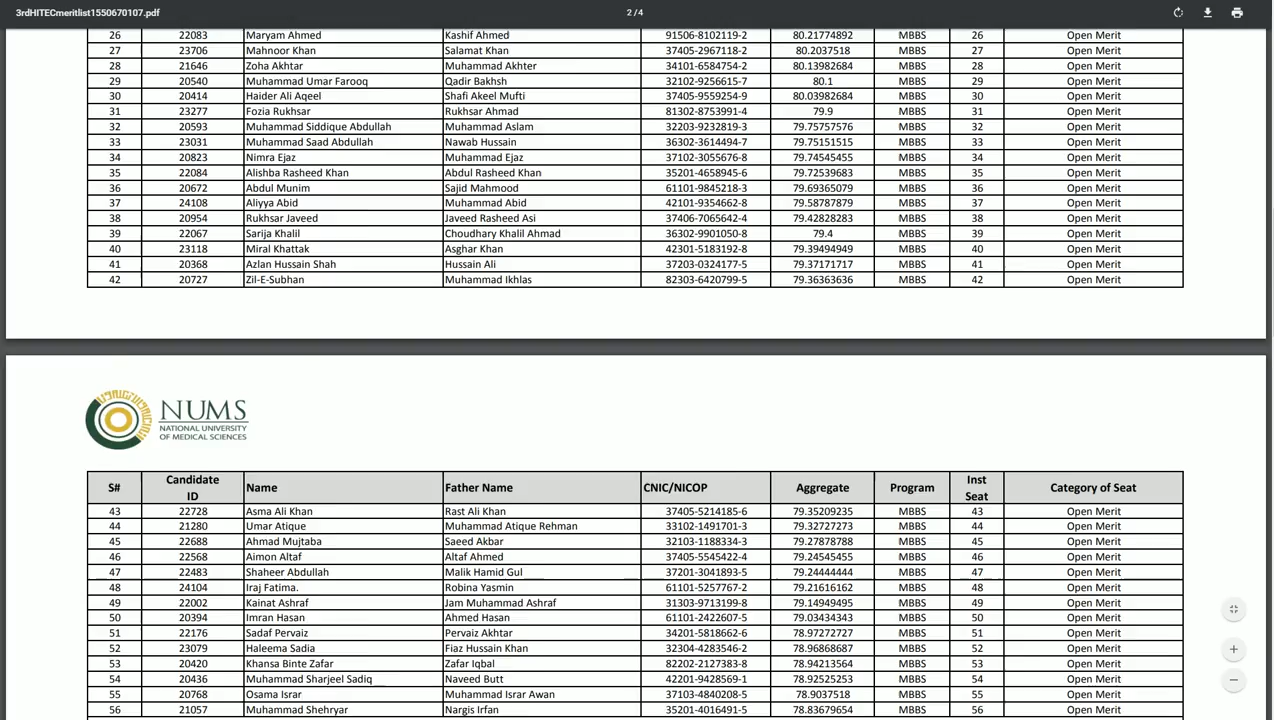 3rdHITECmeritlist1550670107.pdf 2 / 4
26 22083 Maryam Ahmed Kashif Ahmed 91506-8102119-2 80.21774892 MBBS 26 Open Merit
27 23706 Mahnoor Khan Salamat Khan 37405-2967118-2 80.2037518 MBBS 27 Open Merit
28 21646 Zoha Akhtar Muhammad Akhter 34101-6584754-2 80.13982684 MBBS 28 Open Merit
29 20540 Muhammad Umar Farooq Qadir Bakhsh 32102-9256615-7 80.1 MBBS 29 Open Merit
30 20414 Haider Ali Aqeel Shafi Akeel Mufti 37405-9559254-9 80.03982684 MBBS 30 Open Merit
31 23277 Fozia Rukhsar Rukhsar Ahmad 81302-8753991-4 79.9 MBBS 31 Open Merit
32 20593 Muhammad Siddique Abdullah Muhammad Aslam 32203-9232819-3 79.75757576 MBBS 32 Open Merit
33 23031 Muhammad Saad Abdullah Nawab Hussain 36302-3614494-7 79.75151515 MBBS 33 Open Merit
34 20823 Nimra Ejaz Muhammad Ejaz 37102-3055676-8 79.74545455 MBBS 34 Open Merit
35 22084 Alishba Rasheed Khan Abdul Rasheed Khan 35201-4658945-6 79.72539683 MBBS 35 Open Merit
36 20672 Abdul Munim Sajid Mahmood 61101-9845218-3 79.69365079 MBBS 36 Open Merit
37 24108 Aliyya Abid Muhammad Abid 42101-9354662-8 79.58787879 MBBS 37 Open Merit
38 20954 Rukhsar Javeed Javeed Rasheed Asi 37406-7065642-4 79.42828283 MBBS 38 Open Merit
39 22067 Sarija Khalil Choudhary Khalil Ahmad 36302-9901050-8 79.4 MBBS 39 Open Merit
40 23118 Miral Khattak Asghar Khan 42301-5183192-8 79.39494949 MBBS 40 Open Merit
41 20368 Azlan Hussain Shah Hussain Ali 37203-0324177-5 79.37171717 MBBS 41 Open Merit
42 20727 Zil-E-Subhan Muhammad Ikhlas 82303-6420799-5 79.36363636 MBBS 42 Open Merit
NUMS
NATIONAL UNIVERSITY
OF MEDICAL SCIENCES
S# Candidate ID Name Father Name CNIC/NICOP Aggregate Program Inst Seat Category of Seat
43 22728 Asma Ali Khan Rast Ali Khan 37405-5214185-6 79.35209235 MBBS 43 Open Merit
44 21280 Umar Atique Muhammad Atique Rehman 33102-1491701-3 79.32727273 MBBS 44 Open Merit
45 22688 Ahmad Mujtaba Saeed Akbar 32103-1188334-3 79.27878788 MBBS 45 Open Merit
46 22568 Aimon Altaf Altaf Ahmed 37405-5545422-4 79.24545455 MBBS 46 Open Merit
47 22483 Shaheer Abdullah Malik Hamid Gul 37201-3041893-5 79.24444444 MBBS 47 Open Merit
48 24104 Iraj Fatima. Robina Yasmin 61101-5257767-2 79.21616162 MBBS 48 Open Merit
49 22002 Kainat Ashraf Jam Muhammad Ashraf 31303-9713199-8 79.14949495 MBBS 49 Open Merit
50 20394 Imran Hasan Ahmed Hasan 61101-2422607-5 79.03434343 MBBS 50 Open Merit
51 22176 Sadaf Pervaiz Pervaiz Akhtar 34201-5818662-6 78.97272727 MBBS 51 Open Merit
52 23079 Haleema Sadia Fiaz Hussain Khan 32304-4283546-2 78.96868687 MBBS 52 Open Merit
53 20420 Khansa Binte Zafar Zafar Iqbal 82202-2127383-8 78.94213564 MBBS 53 Open Merit
54 20436 Muhammad Sharjeel Sadiq Naveed Butt 42201-9428569-1 78.92525253 MBBS 54 Open Merit
55 20768 Osama Israr Muhammad Israr Awan 37103-4840208-5 78.9037518 MBBS 55 Open Merit
56 21057 Muhammad Shehryar Nargis Irfan 35201-4016491-5 78.83679654 MBBS 56 Open Merit